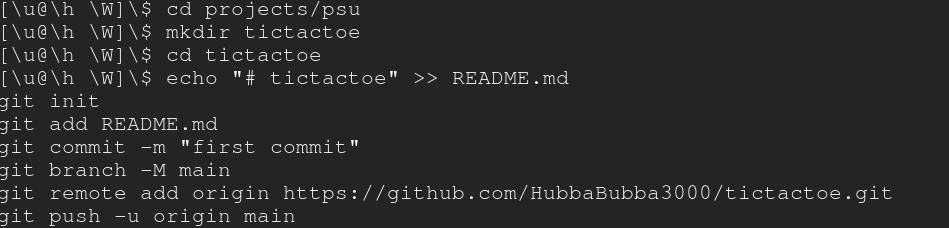 [\u@\h \W]\$ cd projects/psu
[\u@\h \W]\$ mkdir tictactoe
[\u@\h \W]\$ cd tictactoe
[\u@\h \W]\$ echo "# tictactoe" >> README.md
git init
git add README.md
git commit -m "first commit"
git branch -M main
git remote add origin https://github.com/HubbaBubba3000/tictactoe.git
git push -u origin main